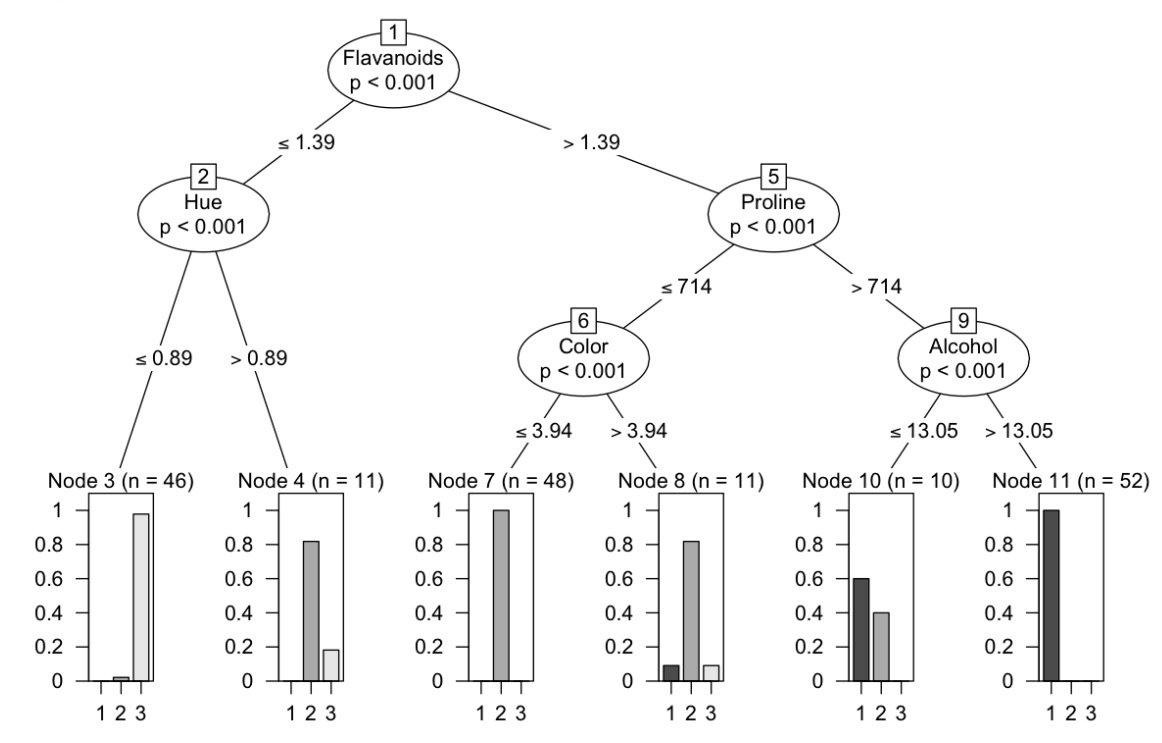 1
Flavanoids
p < 0.001
≤ 1.39
> 1.39
2
Hue
p < 0.001
5
Proline
p < 0.001
≤ 714
> 714
6
Color
p < 0.001
9
Alcohol
p < 0.001
≤ 0.89
> 0.89
≤ 3.94
> 3.94
≤ 13.05
> 13.05
Node 3 (n = 46)
1
0.8
0.6
0.4
0.2
0
1 2 3
Node 4 (n = 11)
1
0.8
0.6
0.4
0.2
0
1 2 3
Node 7 (n = 48)
1
0.8
0.6
0.4
0.2
0
1 2 3
Node 8 (n = 11)
1
0.8
0.6
0.4
0.2
0
1 2 3
Node 10 (n = 10)
1
0.8
0.6
0.4
0.2
0
1 2 3
Node 11 (n = 52)
1
0.8
0.6
0.4
0.2
0
1 2 3